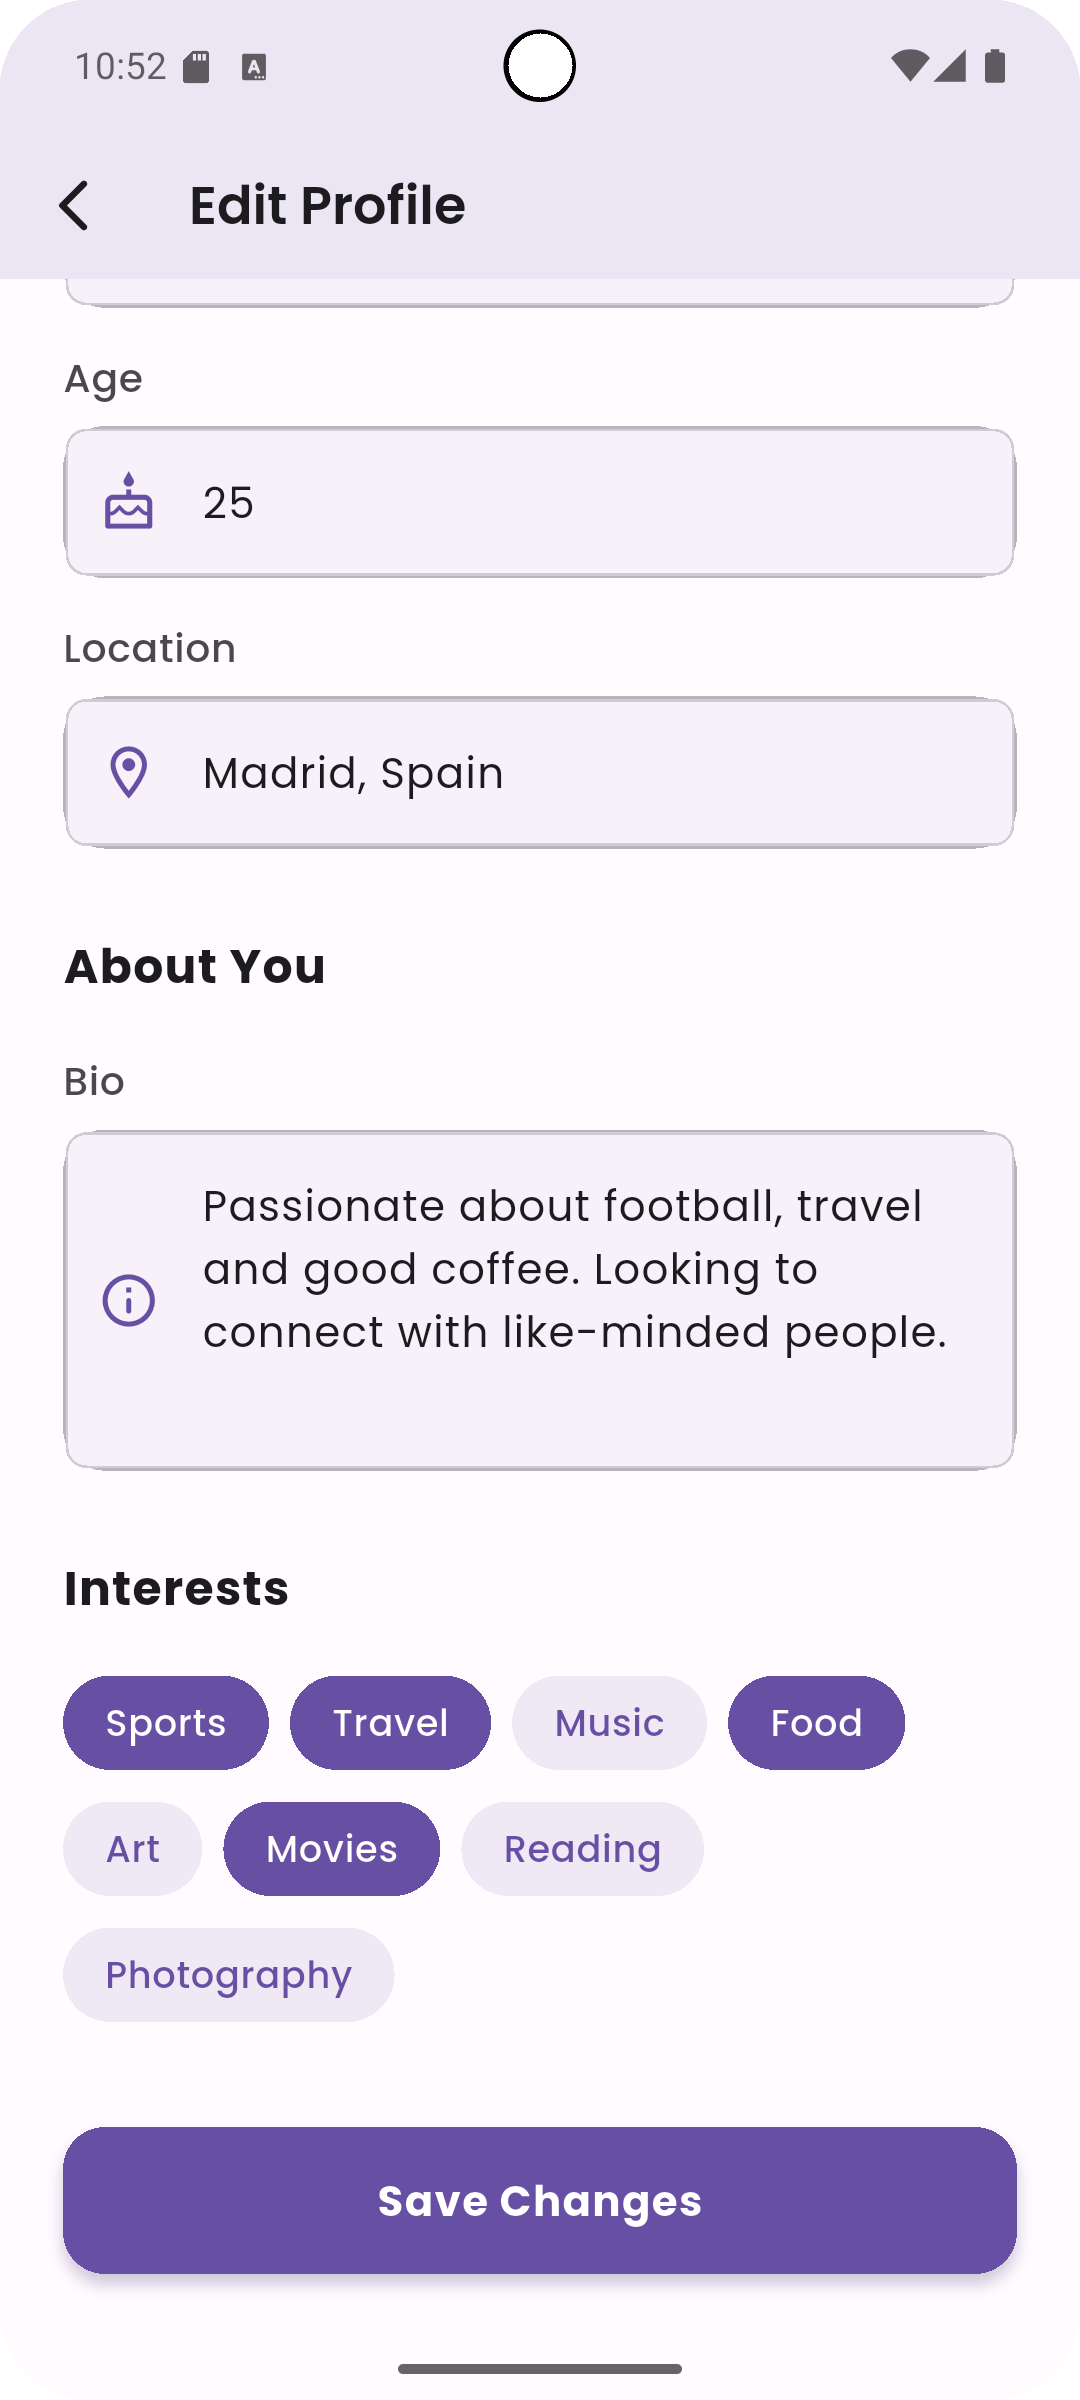 10:52
Edit Profile
Age
25
Location
Madrid, Spain
About You
Bio
Passionate about football, travel
and good coffee. Looking to
connect with like-minded people.
Interests
Sports Travel Music Food
Art Movies Reading
Photography
Save Changes